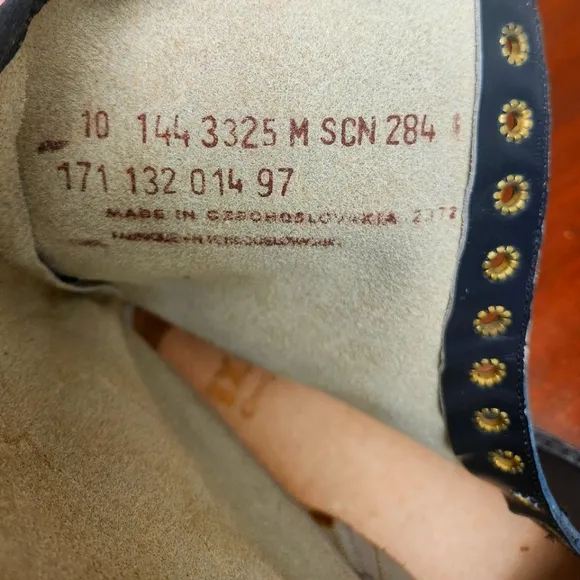 10 144 3325 M SCN 284
171 132 014 97
MADE IN CZECHOSLOVAKIA 2372